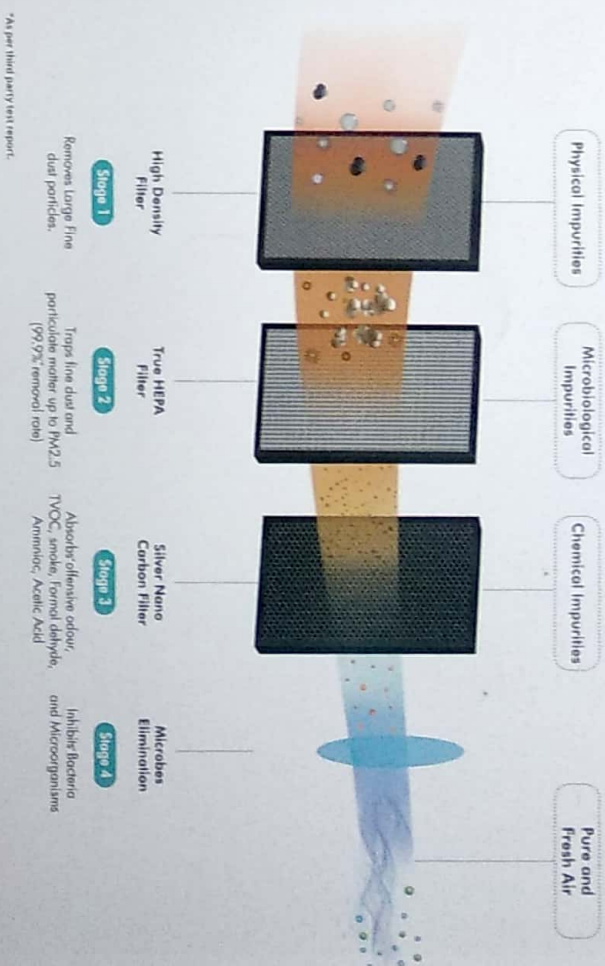 Physical Impurities
Microbiological
Impurities
Chemical Impurities
Pure and
Fresh Air
High Density
Filter
Stage 1
Removes Large Fine
dust particles.
True HEPA
Filter
Stage 2
Traps fine dust and
particulate matter up to PM2.5
(99.9%* removal rate)
Silver Nano
Carbon Filter
Stage 3
Absorbs* offensive odour,
TVOC, smoke, Formal dehyde,
Ammniac, Acetic Acid
Microbes
Elimination
Stage 4
Inhibits* Bacteria
and Microorganisms
*As per third party test report.